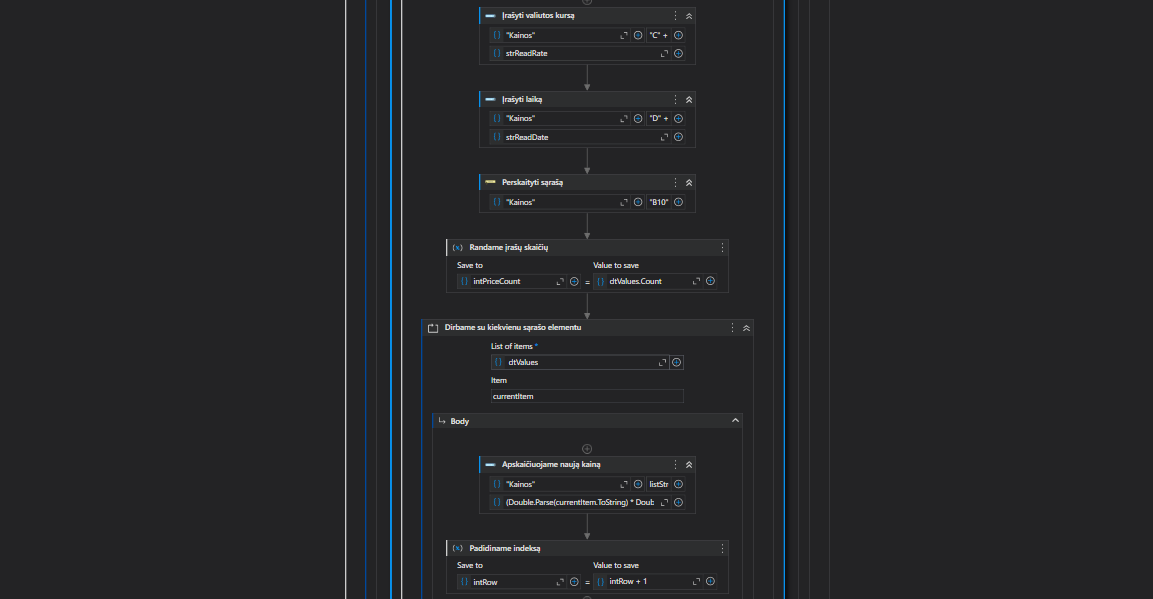 Įrašyti valiutos kursą
"Kainos" "C" +
strReadRate
Įrašyti laiką
"Kainos" "D" +
strReadDate
Perskaityti sąrašą
"Kainos" "B10"
Randame įrašų skaičių
Save to Value to save
intPriceCount = dtValues.Count
Dirbame su kiekvienu sąrašo elementu
List of items *
dtValues
Item
currentItem
Body
Apskaičiuojame naują kainą
"Kainos" listStr
(Double.Parse(currentItem.ToString) * Doub
Padidiname indeksą
Save to Value to save
intRow = intRow + 1